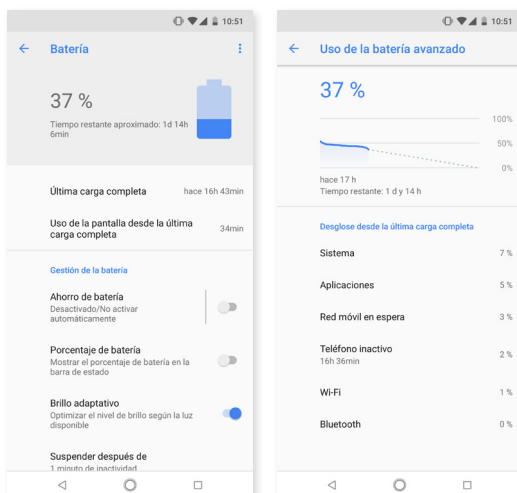 10:51
Batería
37 %
Tiempo restante aproximado: 1d 14h
6min
Última carga completa hace 16h 43min
Uso de la pantalla desde la última
carga completa
34min
Gestión de la batería
Ahorro de batería
Desactivado/No activar
automáticamente
Porcentaje de batería
Mostrar el porcentaje de batería en la
barra de estado
Brillo adaptativo
Optimizar el nivel de brillo según la luz
disponible
Suspender después de
1 minuto de inactividad
10:51
Uso de la batería avanzado
37 %
100%
50%
0%
hace 17 h
Tiempo restante: 1 d y 14 h
Desglose desde la última carga completa
Sistema 7 %
Aplicaciones 5 %
Red móvil en espera 3 %
Teléfono inactivo
16h 36min
2 %
Wi-Fi 1 %
Bluetooth 0 %